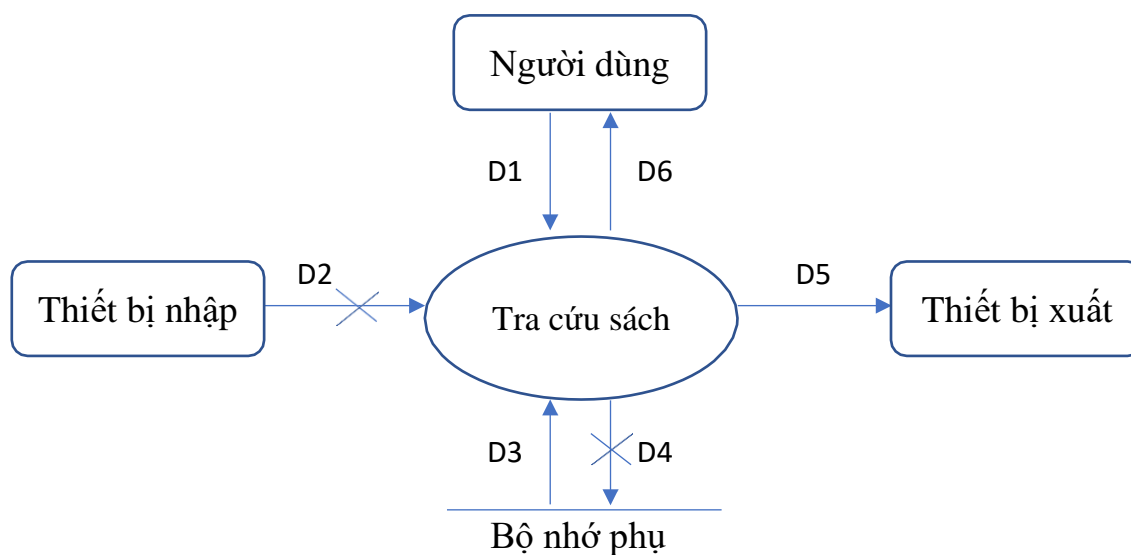 Người dùng
D1
D6
D2
D5
Thiết bị nhập
Tra cứu sách
Thiết bị xuất
D3
D4
Bộ nhớ phụ